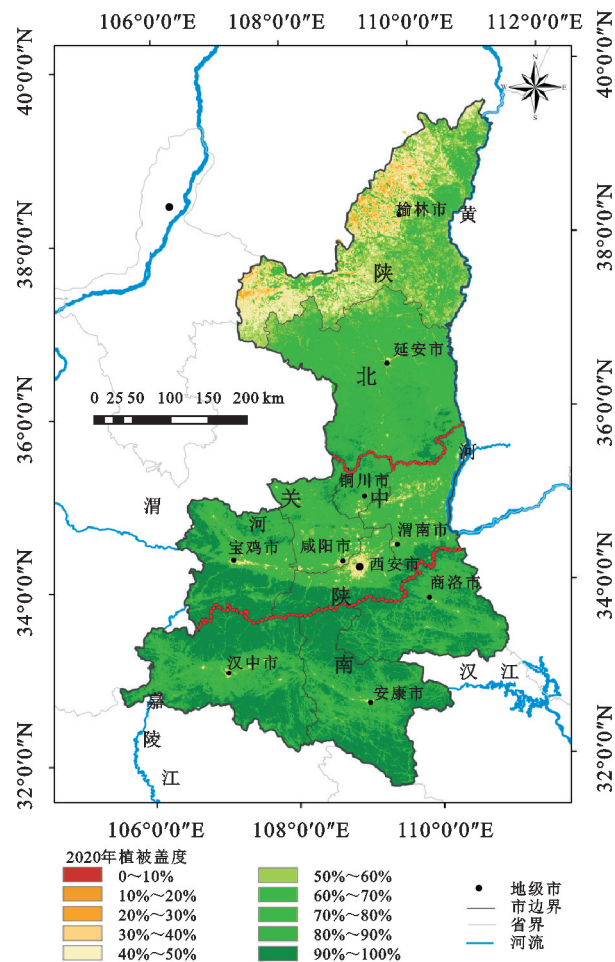 106°0′0″E
108°0′0″E
110°0′0″E
112°0′0″E
40°0′0″N
40°0′0″N
N
W
E
S
榆林市
黄
38°0′0″N
38°0′0″N
陕
延安市
北
0 25 50 100 150 200 km
36°0′0″N
36°0′0″N
河
铜川市
渭
关
中
河
渭南市
宝鸡市
咸阳市
西安市
商洛市
34°0′0″N
34°0′0″N
陕
汉中市
南
汉 江
安康市
嘉
陵
江
32°0′0″N
32°0′0″N
106°0′0″E
108°0′0″E
110°0′0″E
2020年植被盖度
0～10%
10%～20%
20%～30%
30%～40%
40%～50%
50%～60%
60%～70%
70%～80%
80%～90%
90%～100%
地级市
市边界
省界
河流